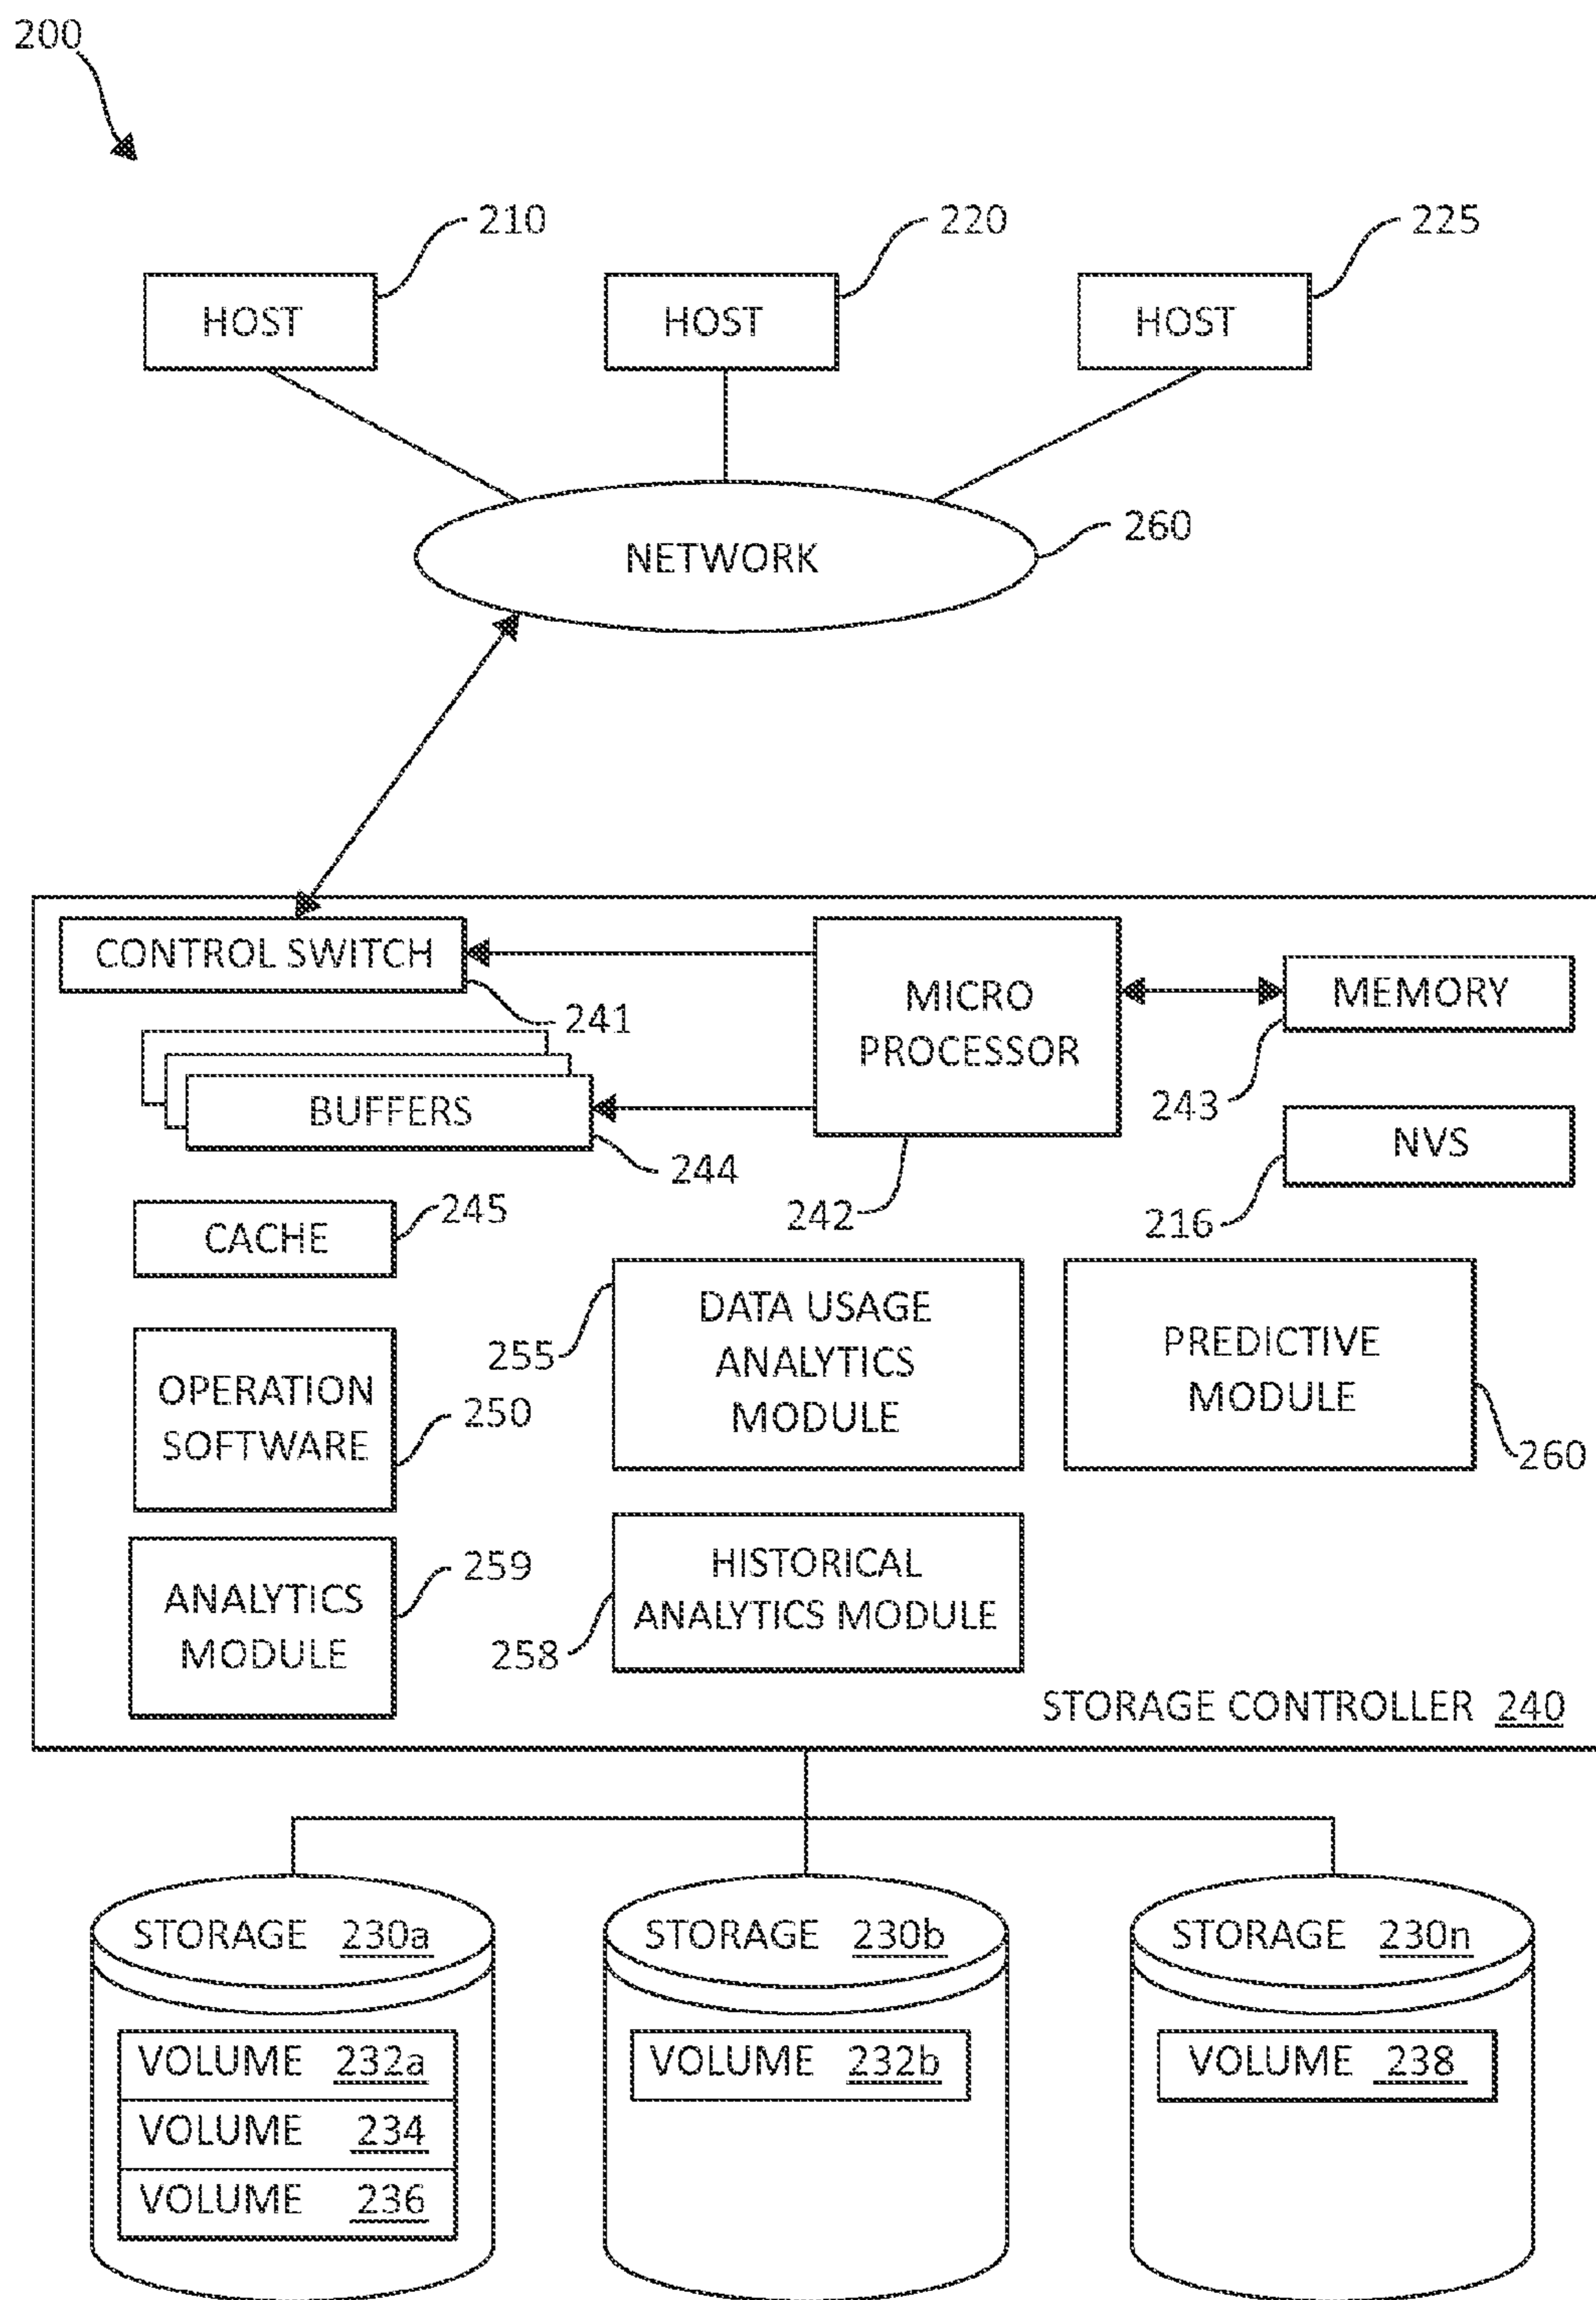 200
210
220
225
HOST
HOST
HOST
260
NETWORK
CONTROL SWITCH
241
MICRO
PROCESSOR
242
MEMORY
243
BUFFERS
244
NVS
216
CACHE
245
DATA USAGE
ANALYTICS
MODULE
255
PREDICTIVE
MODULE
260
OPERATION
SOFTWARE
250
ANALYTICS
MODULE
259
HISTORICAL
ANALYTICS MODULE
258
STORAGE CONTROLLER 240
STORAGE 230a
VOLUME 232a
VOLUME 234
VOLUME 236
STORAGE 230b
VOLUME 232b
STORAGE 230n
VOLUME 238